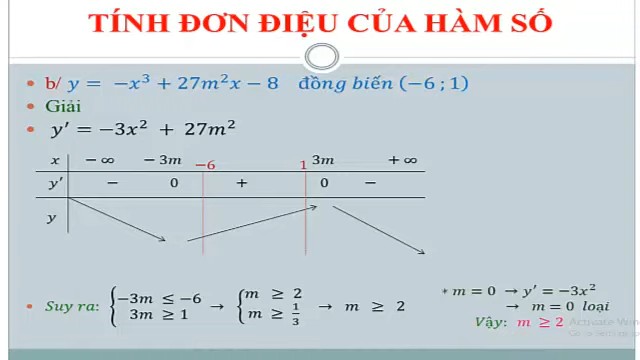 TÍNH ĐƠN ĐIỆU CỦA HÀM SỐ
b/ y = −x³ + 27m²x − 8 đồng biến (−6 ; 1)
Giải
y′ = −3x² + 27m²
x −∞ −3m −6 1 3m +∞
y′ − 0 + 0 −
y
Suy ra: { −3m ≤ −6 3m ≥ 1 → { m ≥ 2 m ≥ 1/3 → m ≥ 2
* m = 0 → y′ = −3x²
→ m = 0 loại
Vậy: m ≥ 2
Activate Win